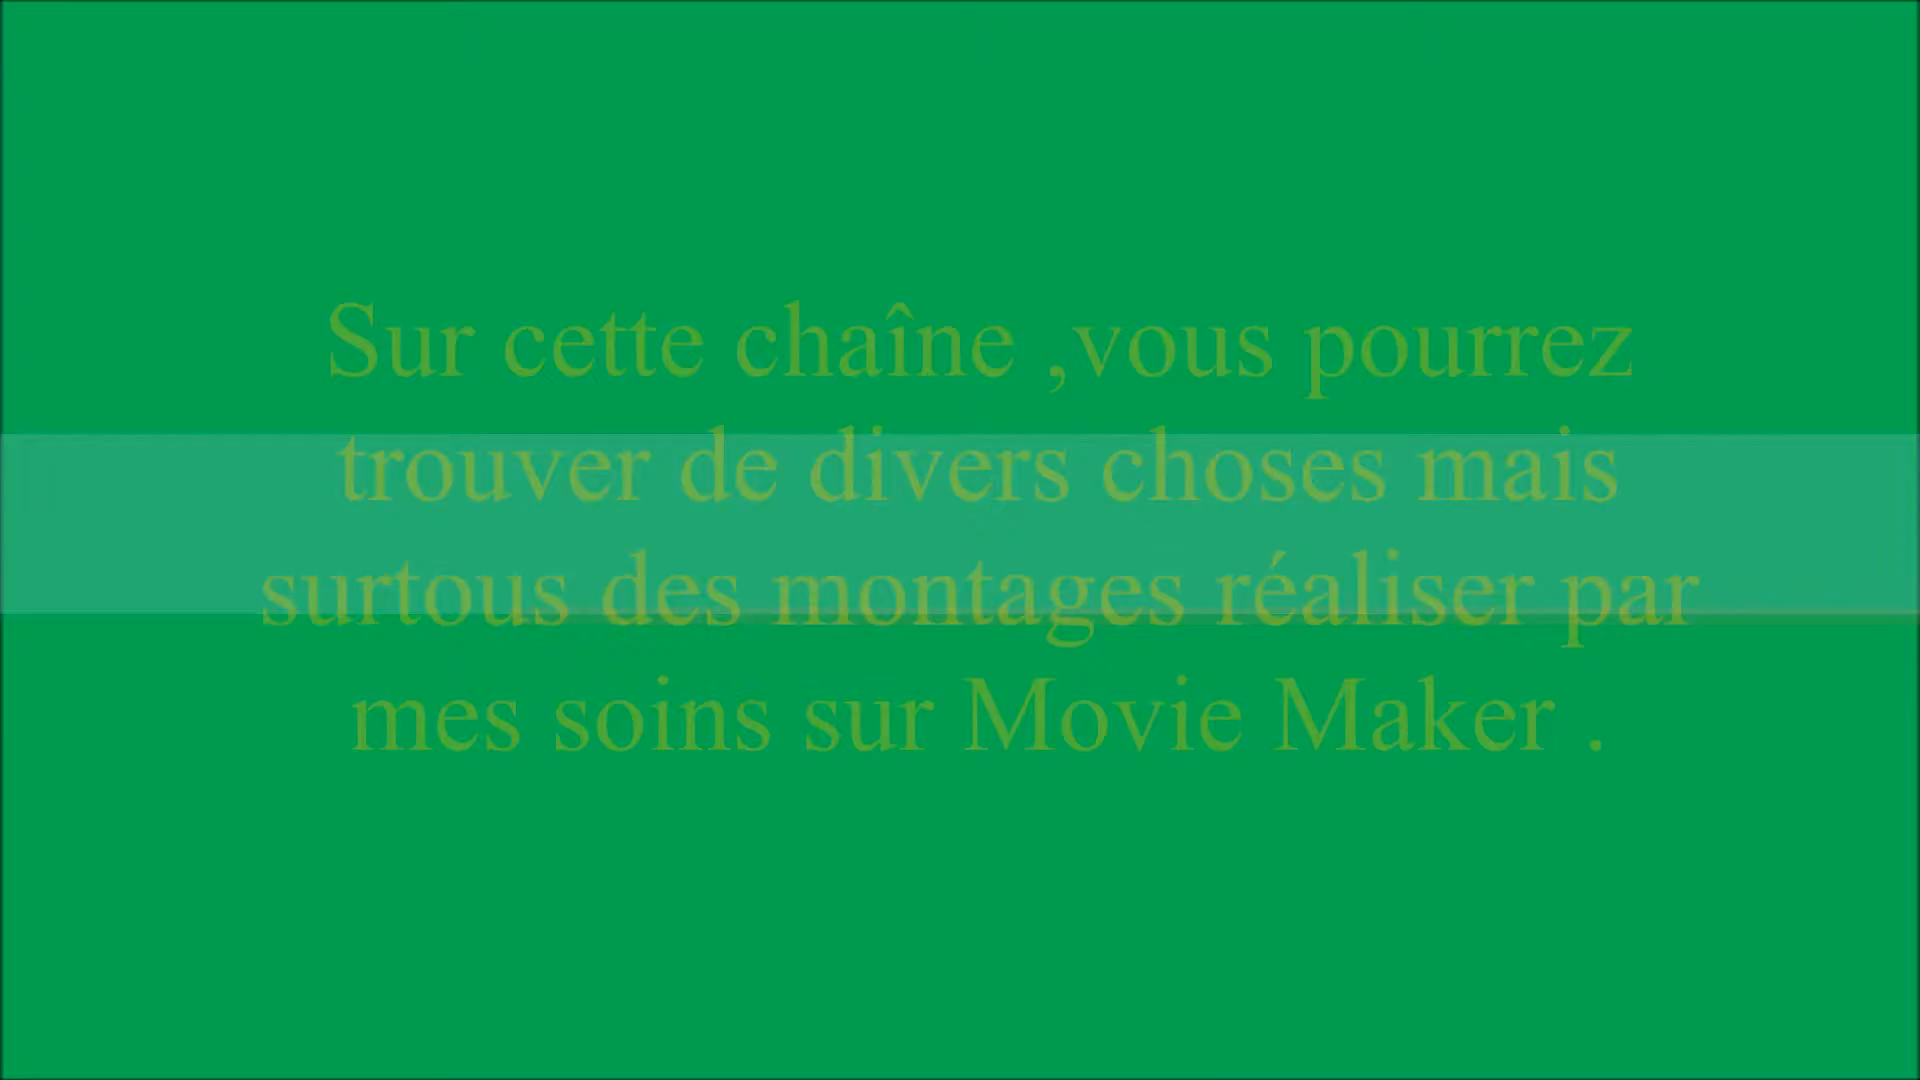 Sur cette chaîne ,vous pourrez
trouver de divers choses mais
surtous des montages réaliser par
mes soins sur Movie Maker .